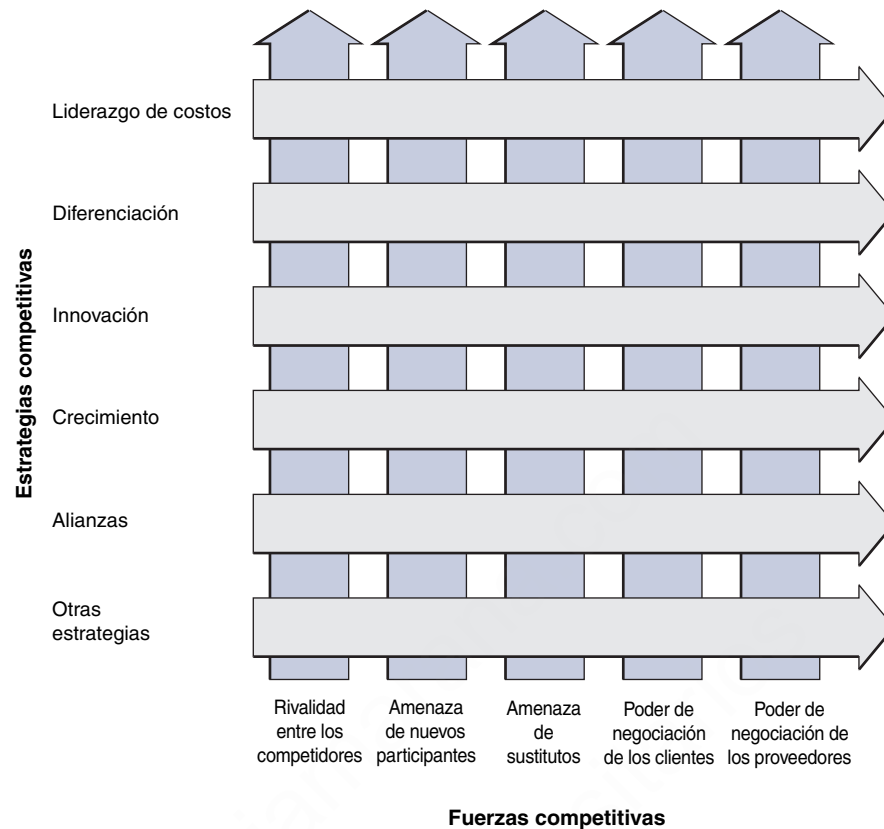 Estrategias competitivas
Liderazgo de costos
Diferenciación
Innovación
Crecimiento
Alianzas
Otras
estrategias
Rivalidad
entre los
competidores
Amenaza
de nuevos
participantes
Amenaza
de
sustitutos
Poder de
negociación
de los clientes
Poder de
negociación de
los proveedores
Fuerzas competitivas